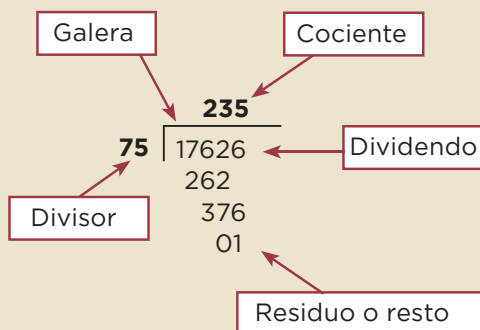 Galera
Cociente
235
75 17626
Dividendo
262
Divisor
376
01
Residuo o resto